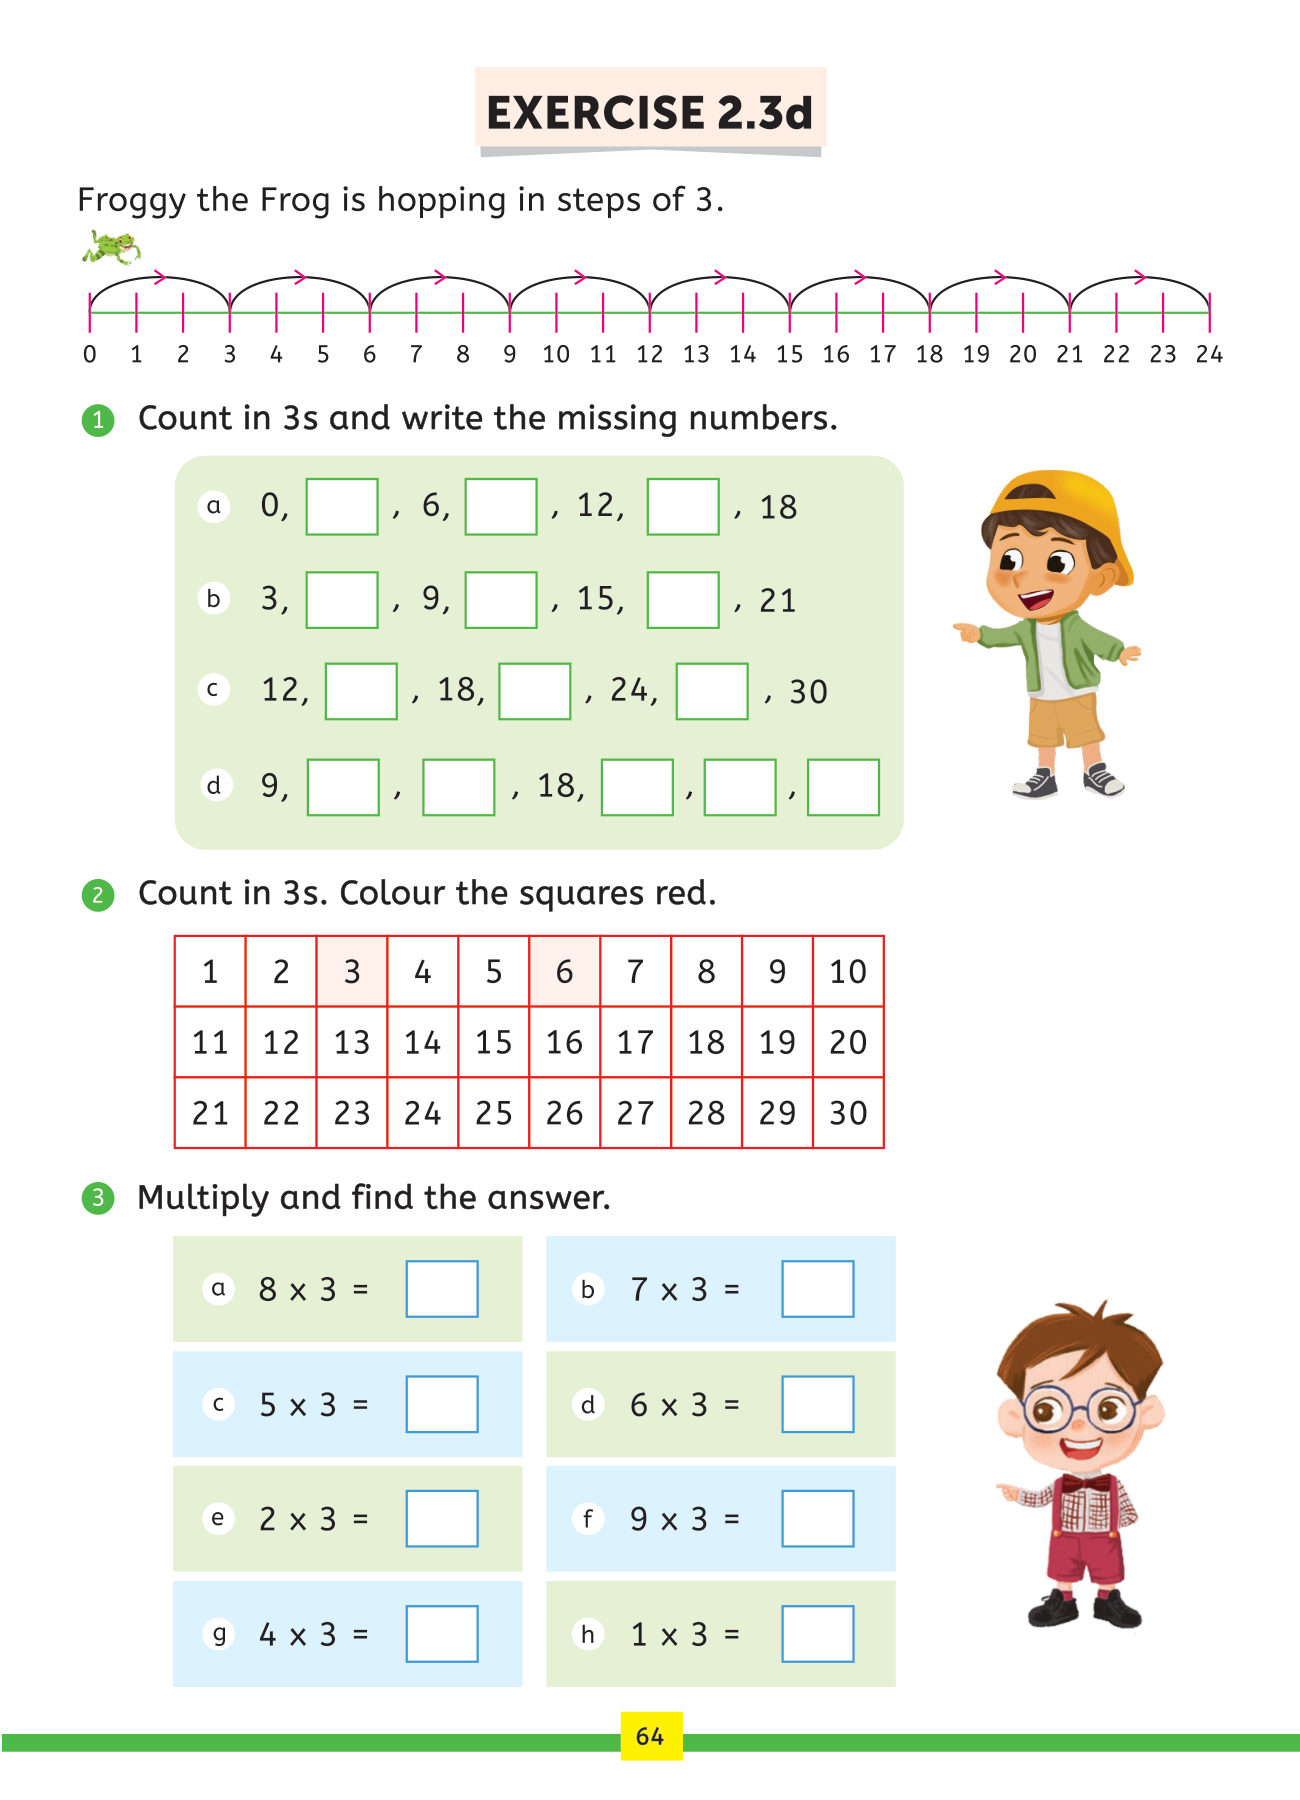 EXERCISE 2.3d
Froggy the Frog is hopping in steps of 3.
0 1 2 3 4 5 6 7 8 9 10 11 12 13 14 15 16 17 18 19 20 21 22 23 24
1 Count in 3s and write the missing numbers.
a 0, , 6, , 12, , 18
b 3, , 9, , 15, , 21
c 12, , 18, , 24, , 30
d 9, , , 18, , ,
2 Count in 3s. Colour the squares red.
1 2 3 4 5 6 7 8 9 10
11 12 13 14 15 16 17 18 19 20
21 22 23 24 25 26 27 28 29 30
3 Multiply and find the answer.
a 8 x 3 =
b 7 x 3 =
c 5 x 3 =
d 6 x 3 =
e 2 x 3 =
f 9 x 3 =
g 4 x 3 =
h 1 x 3 =
64